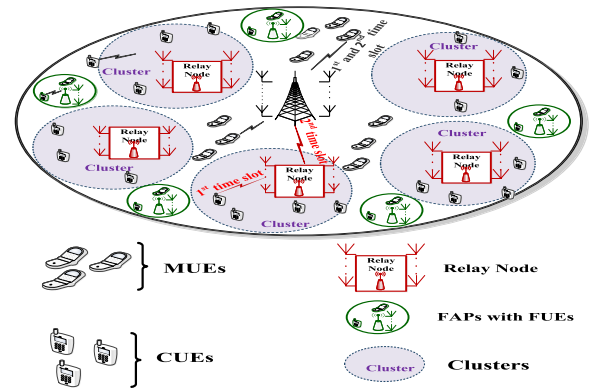 1st and 2nd time
slot
Cluster
Relay
Node
Cluster
Relay
Node
Relay
Node
Cluster
2nd
time slot
Cluster
Relay
Node
1st time slot
Relay
Node
Cluster
MUEs
Relay
Node
Relay Node
FAPs with FUEs
CUEs
Cluster
Clusters